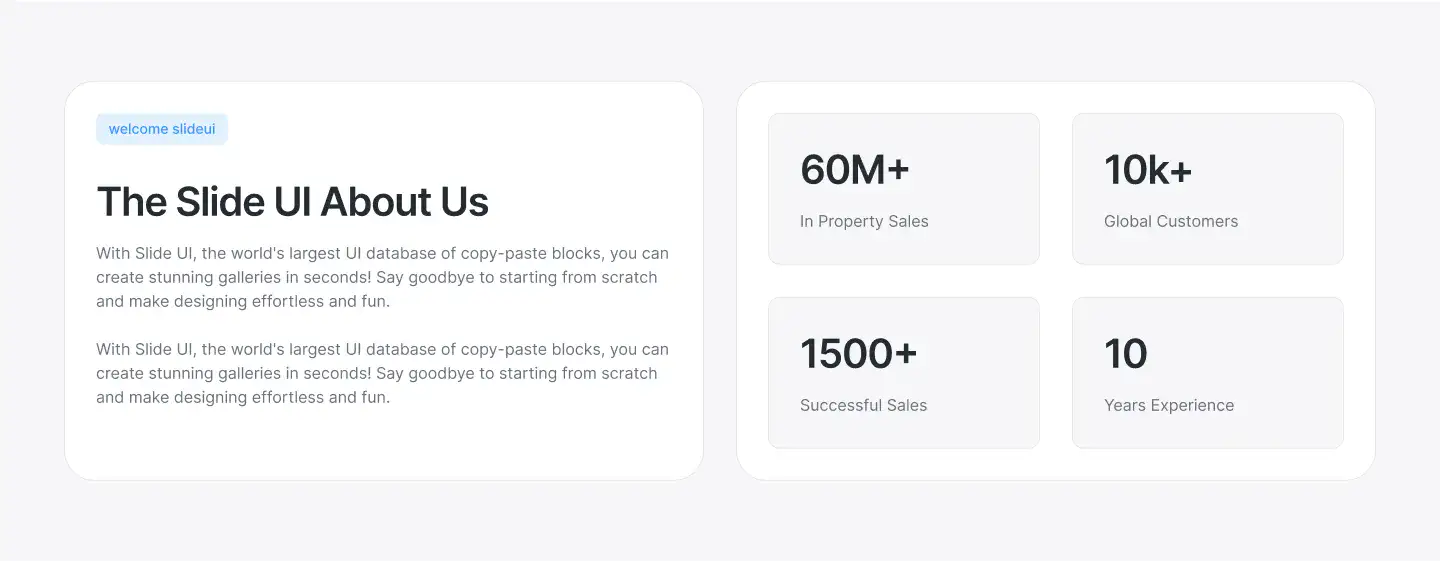 welcome slideui
The Slide UI About Us
With Slide UI, the world's largest UI database of copy-paste blocks, you can
create stunning galleries in seconds! Say goodbye to starting from scratch
and make designing effortless and fun.
With Slide UI, the world's largest UI database of copy-paste blocks, you can
create stunning galleries in seconds! Say goodbye to starting from scratch
and make designing effortless and fun.
60M+
In Property Sales
10k+
Global Customers
1500+
Successful Sales
10
Years Experience